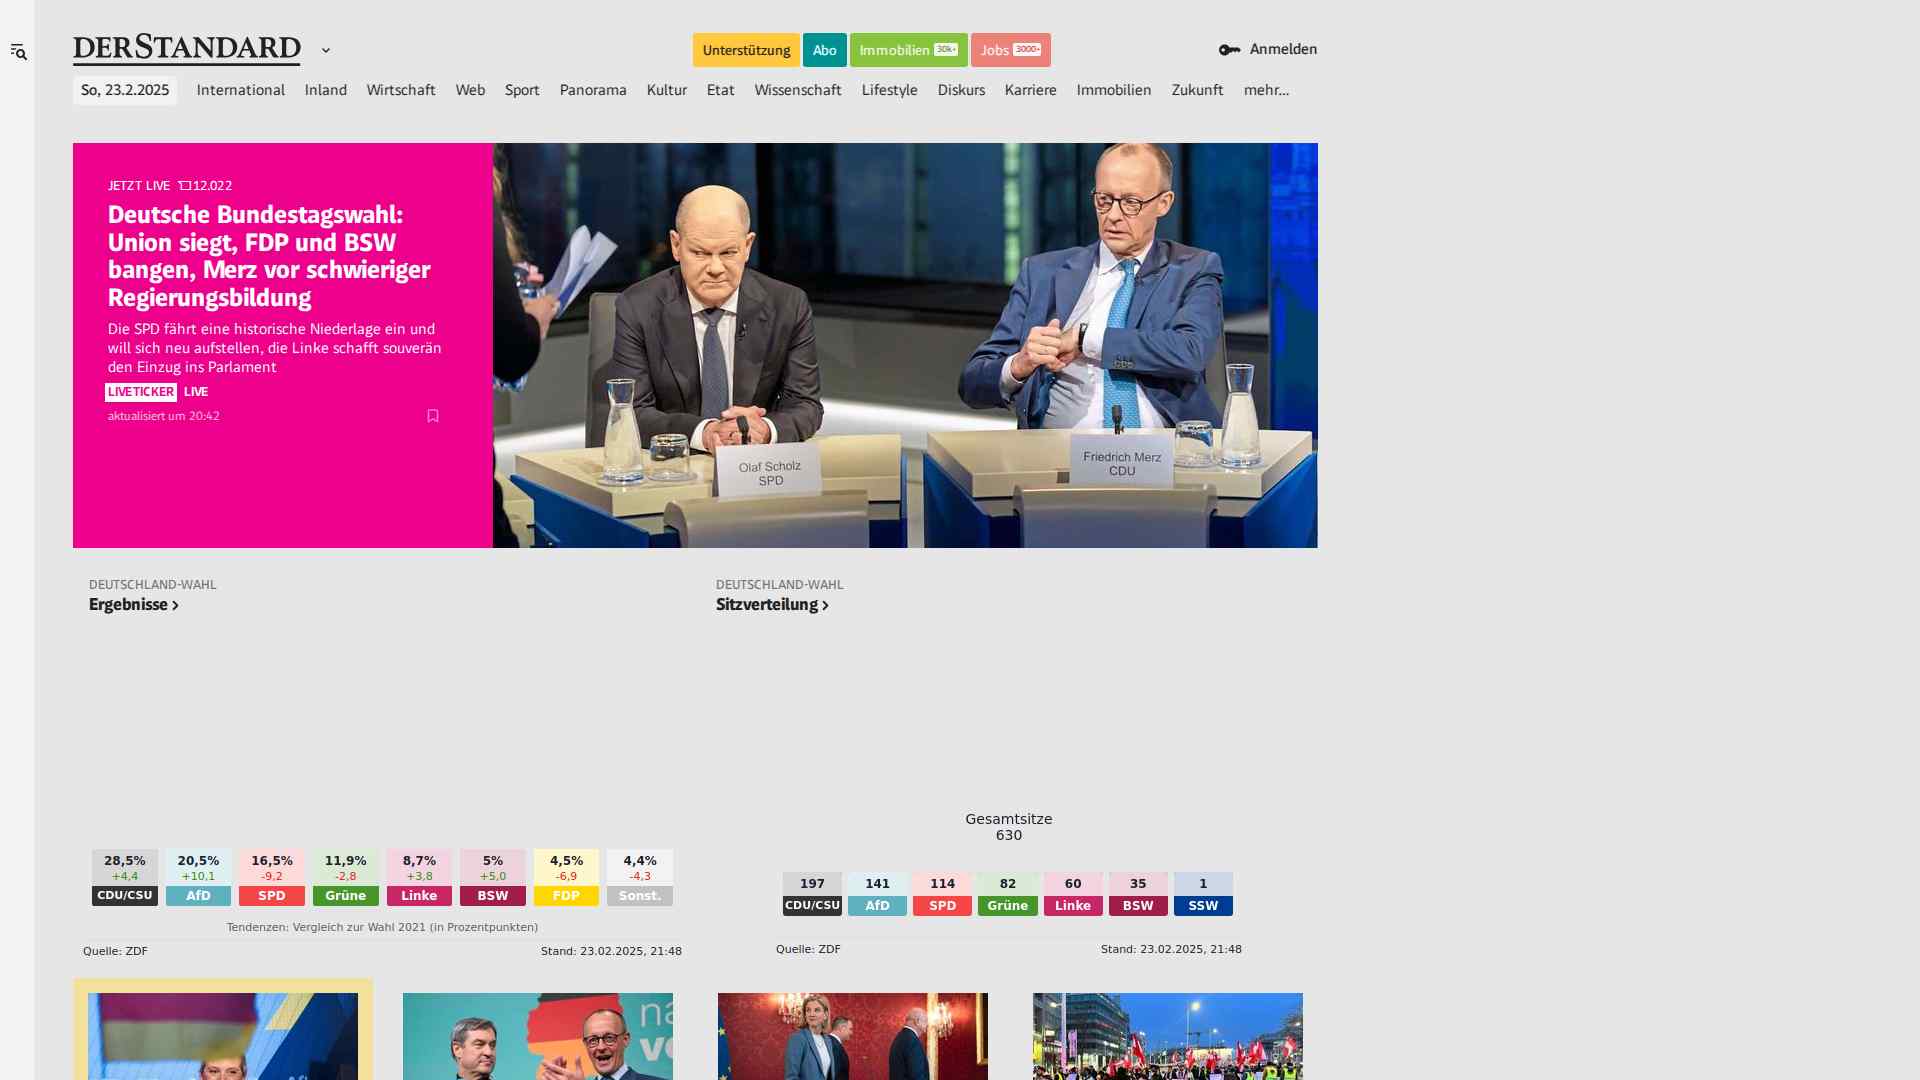 DERSTANDARD
Unterstützung
Abo
Immobilien 30k+
Jobs 3000+
Anmelden
So, 23.2.2025
International
Inland
Wirtschaft
Web
Sport
Panorama
Kultur
Etat
Wissenschaft
Lifestyle
Diskurs
Karriere
Immobilien
Zukunft
mehr...
JETZT LIVE 12.022
Deutsche Bundestagswahl:
Union siegt, FDP und BSW
bangen, Merz vor schwieriger
Regierungsbildung
Die SPD fährt eine historische Niederlage ein und
will sich neu aufstellen, die Linke schafft souverän
den Einzug ins Parlament
LIVETICKER LIVE
aktualisiert um 20:42
Olaf Scholz
SPD
Friedrich Merz
CDU
DEUTSCHLAND-WAHL
Ergebnisse
28,5% 20,5% 16,5% 11,9% 8,7% 5% 4,5% 4,4%
+4,4 +10,1 -9,2 -2,8 +3,8 +5,0 -6,9 -4,3
CDU/CSU AfD SPD Grüne Linke BSW FDP Sonst.
Tendenzen: Vergleich zur Wahl 2021 (in Prozentpunkten)
Quelle: ZDF
Stand: 23.02.2025, 21:48
DEUTSCHLAND-WAHL
Sitzverteilung
Gesamtsitze
630
197 141 114 82 60 35 1
CDU/CSU AfD SPD Grüne Linke BSW SSW
Quelle: ZDF
Stand: 23.02.2025, 21:48